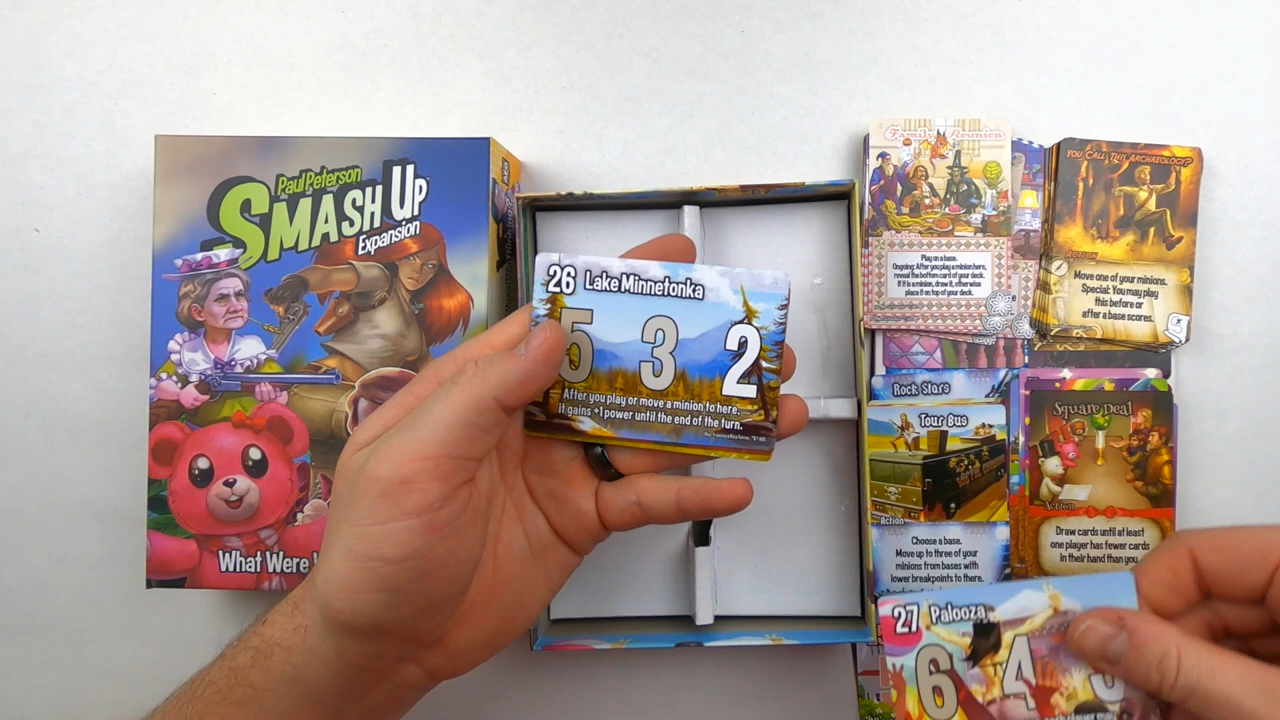 Paul Peterson
SMASH UP
Expansion
AEG
What Were
26 Lake Minnetonka
5 3 2
After you play or move a minion to here,
it gains +1 power until the end of the turn.
Family Reunion
Action
Play on a base.
Ongoing: After you play a minion here,
reveal the bottom card of your deck.
If it is a minion, draw it, otherwise
place it on top of your deck.
YOU CALL THIS ARCHAEOLOGY?
Action
Move one of your minions.
Special: You may play
this before or
after a base scores.
Rock Stars
Tour Bus
Action
Choose a base.
Move up to three of your
minions from bases with
lower breakpoints to there.
Square Deal
Action
Draw cards until at least
one player has fewer cards
in their hand than you.
27 Palooza
6 4